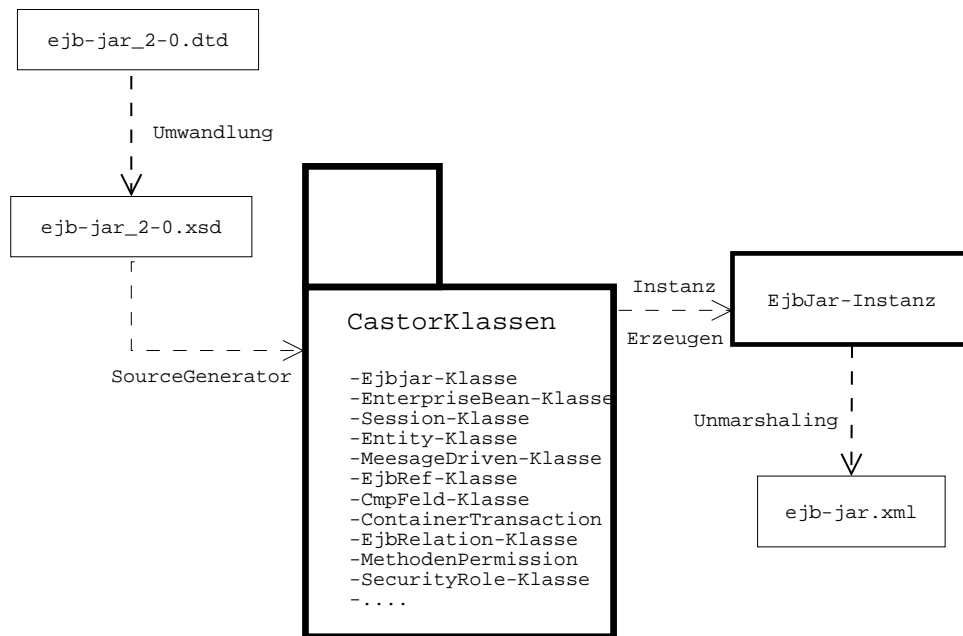 ejb-jar_2-0.dtd
Umwandlung
ejb-jar_2-0.xsd
SourceGenerator
CastorKlassen
-Ejbjar-Klasse
-EnterpriseBean-Klasse
-Session-Klasse
-Entity-Klasse
-MeesageDriven-Klasse
-EjbRef-Klasse
-CmpFeld-Klasse
-ContainerTransaction
-EjbRelation-Klasse
-MethodenPermission
-SecurityRole-Klasse
-....
Instanz
Erzeugen
EjbJar-Instanz
Unmarshaling
ejb-jar.xml